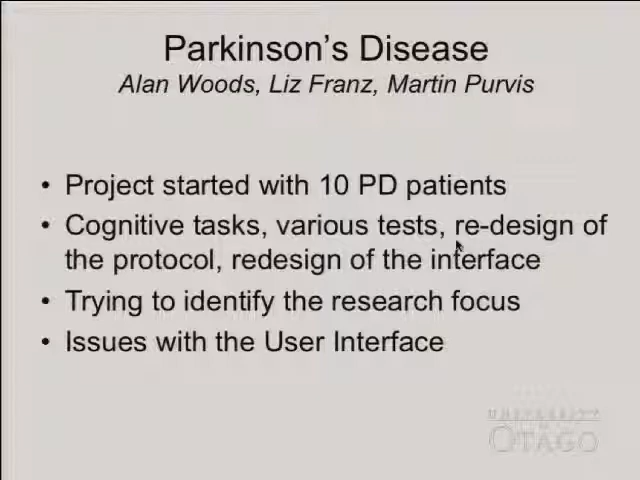 Parkinson's Disease
Alan Woods, Liz Franz, Martin Purvis
• Project started with 10 PD patients
• Cognitive tasks, various tests, re-design of
the protocol, redesign of the interface
• Trying to identify the research focus
• Issues with the User Interface
UNIVERSITY
OTAGO